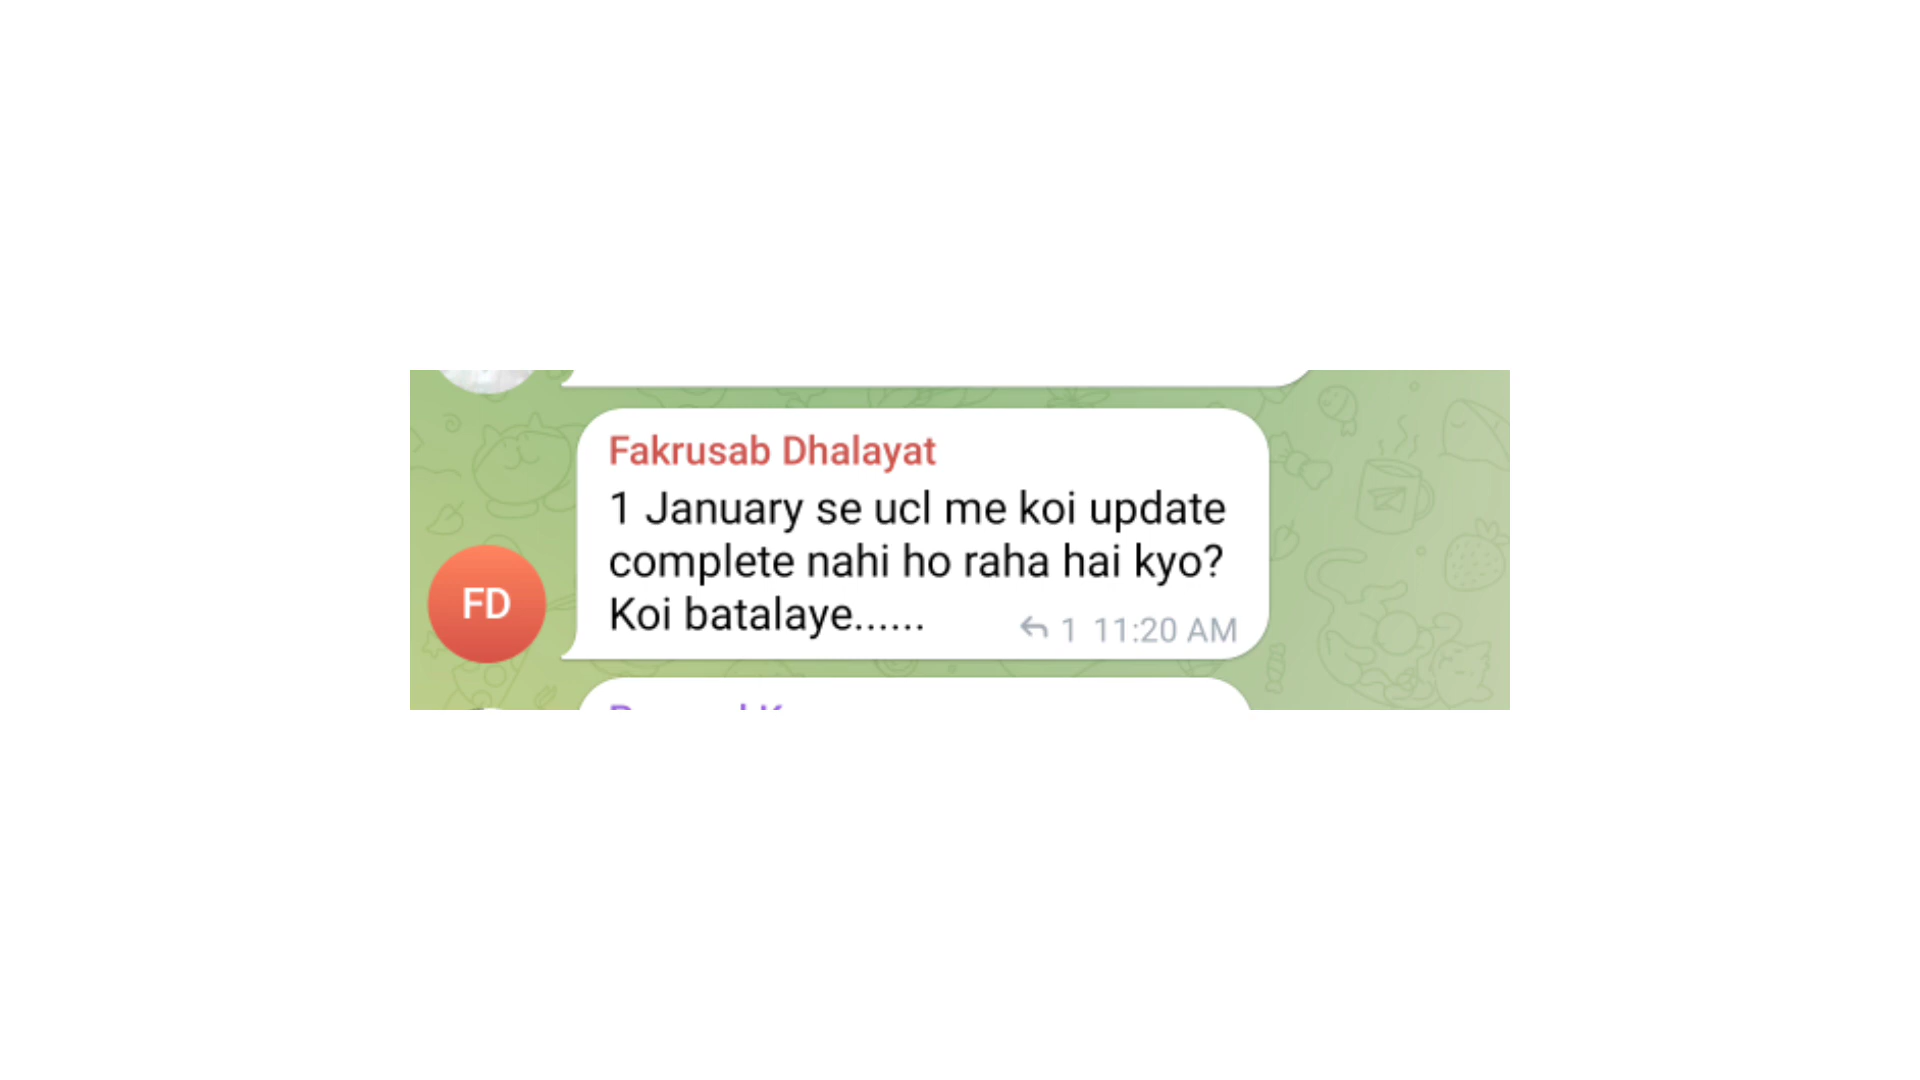 Fakrusab Dhalayat
1 January se ucl me koi update
complete nahi ho raha hai kyo?
FD
Koi batalaye......
1 11:20 AM